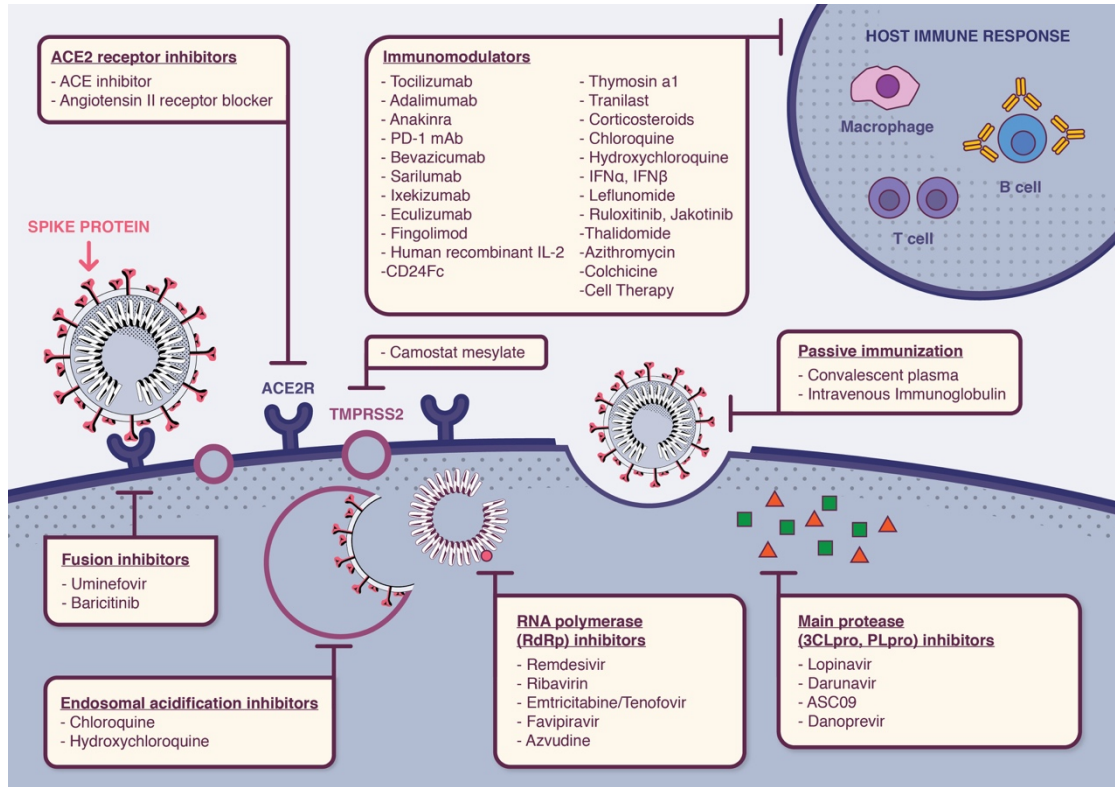 ACE2 receptor inhibitors
- ACE inhibitor
- Angiotensin II receptor blocker
Immunomodulators
- Tocilizumab
- Adalimumab
- Anakinra
- PD-1 mAb
- Bevazicumab
- Sarilumab
- Ixekizumab
- Eculizumab
- Fingolimod
- Human recombinant IL-2
-CD24Fc
- Thymosin a1
- Tranilast
- Corticosteroids
- Chloroquine
- Hydroxychloroquine
- IFNα, IFNβ
- Leflunomide
- Ruloxitinib, Jakotinib
-Thalidomide
-Azithromycin
-Colchicine
-Cell Therapy
HOST IMMUNE RESPONSE
Macrophage
B cell
T cell
SPIKE PROTEIN
ACE2R
TMPRSS2
- Camostat mesylate
Passive immunization
- Convalescent plasma
- Intravenous Immunoglobulin
Fusion inhibitors
- Uminefovir
- Baricitinib
Endosomal acidification inhibitors
- Chloroquine
- Hydroxychloroquine
RNA polymerase
(RdRp) inhibitors
- Remdesivir
- Ribavirin
- Emtricitabine/Tenofovir
- Favipiravir
- Azvudine
Main protease
(3CLpro, PLpro) inhibitors
- Lopinavir
- Darunavir
- ASC09
- Danoprevir